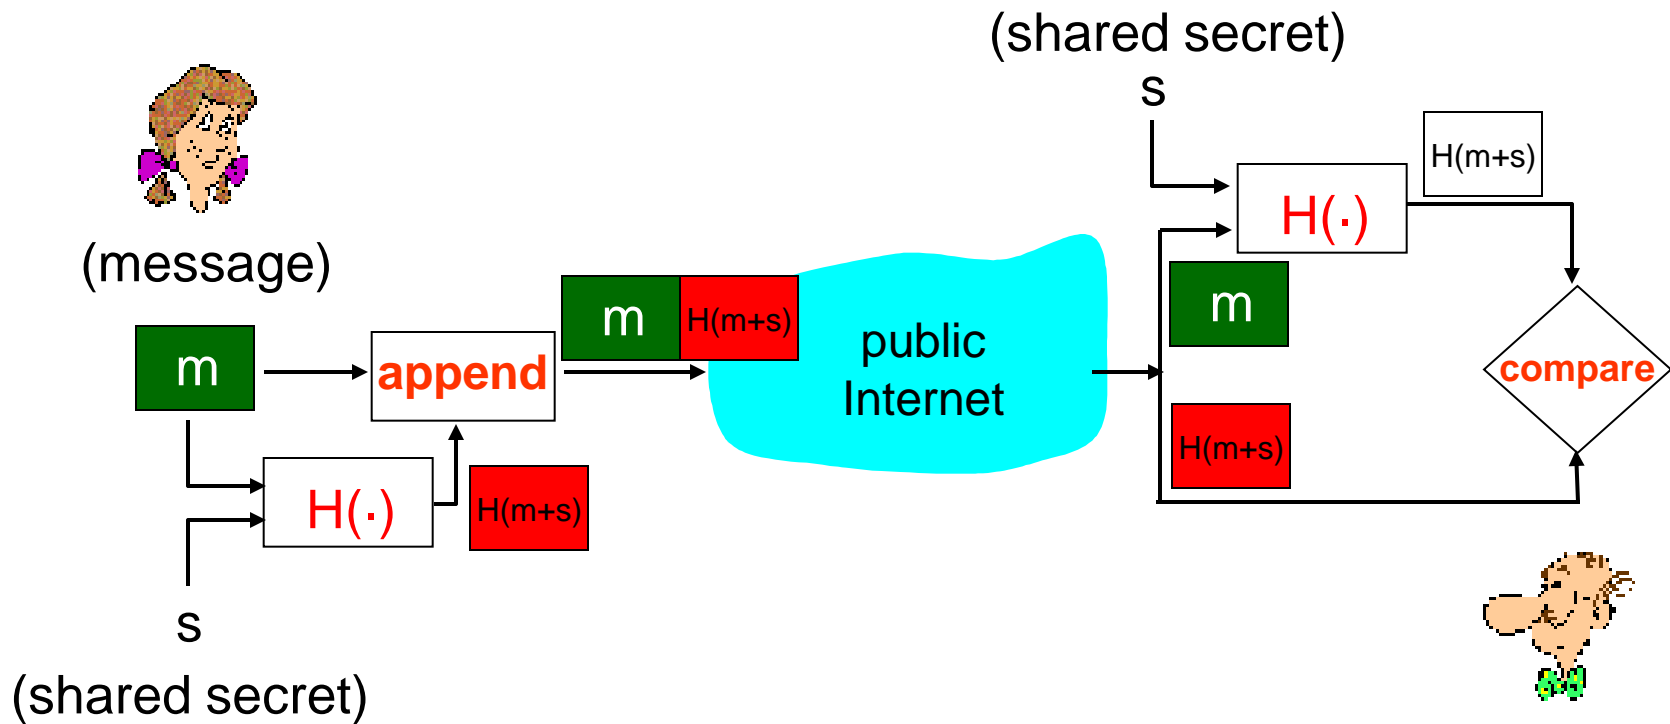 (shared secret)
s
H(m+s)
H(·)
(message)
m
H(m+s)
m
public
Internet
m
append
compare
H(m+s)
H(·)
H(m+s)
s
(shared secret)